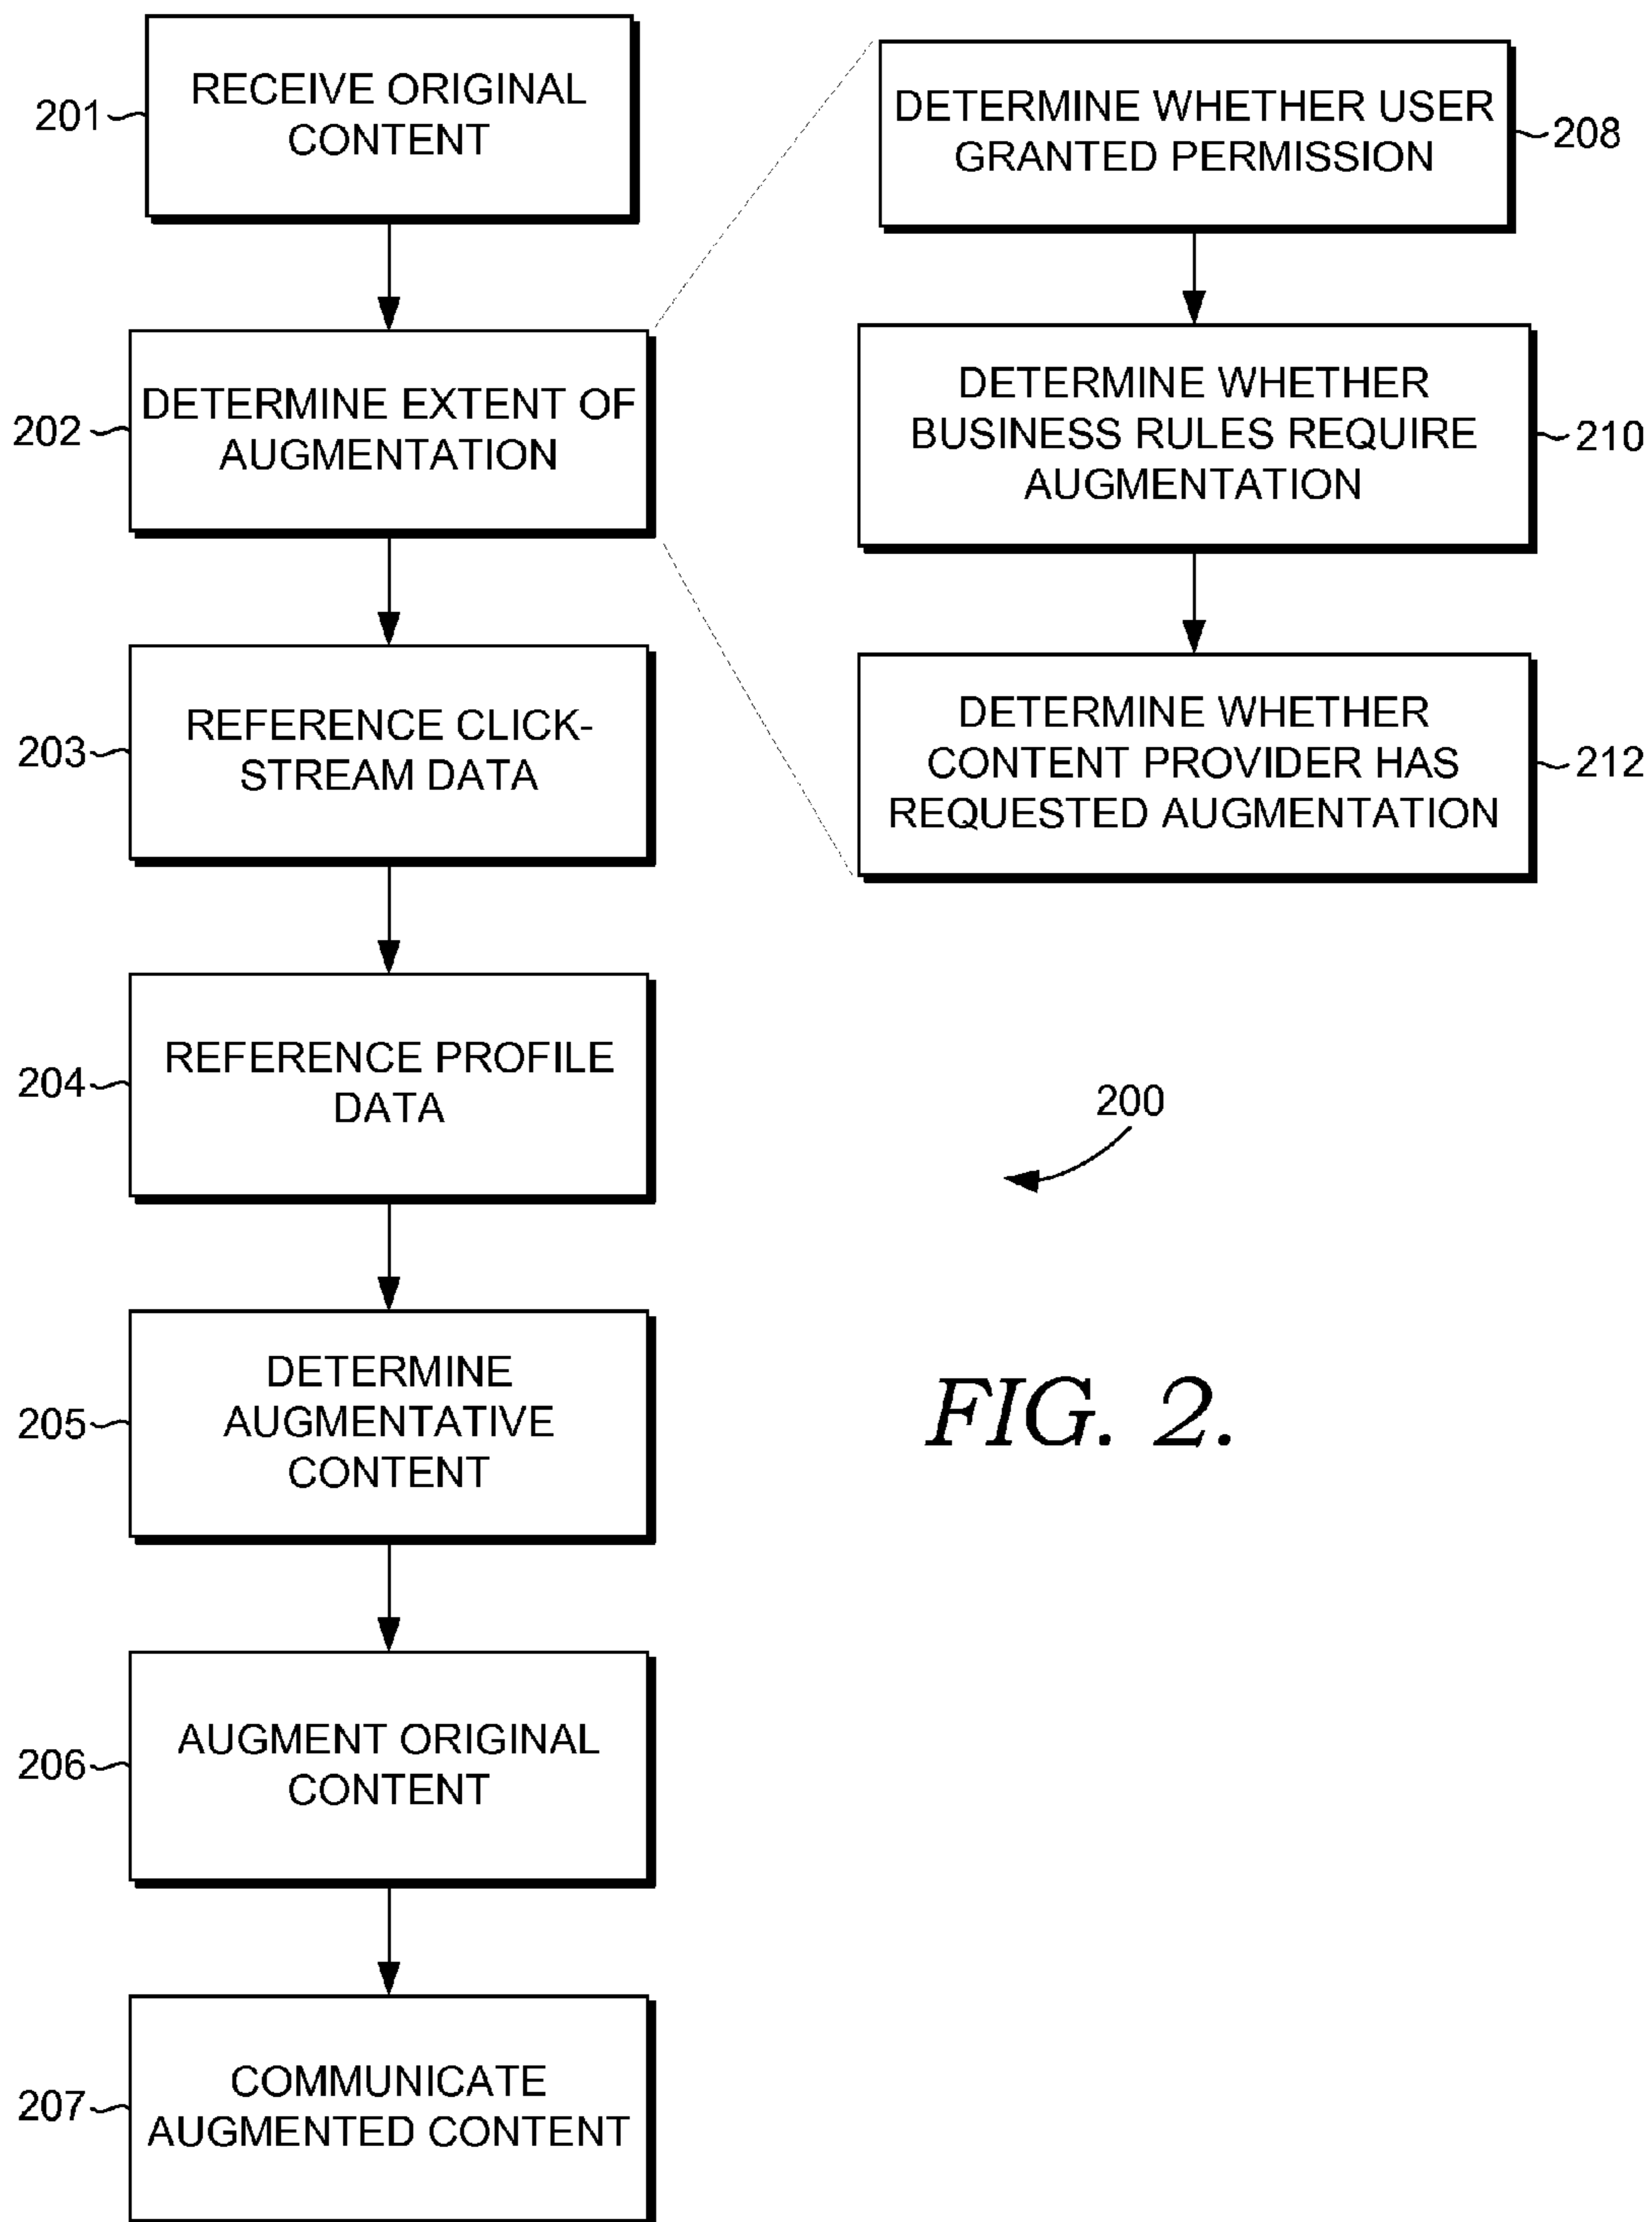 201
RECEIVE ORIGINAL
CONTENT
202
DETERMINE EXTENT OF
AUGMENTATION
203
REFERENCE CLICK-
STREAM DATA
204
REFERENCE PROFILE
DATA
205
DETERMINE
AUGMENTATIVE
CONTENT
206
AUGMENT ORIGINAL
CONTENT
207
COMMUNICATE
AUGMENTED CONTENT
DETERMINE WHETHER USER
GRANTED PERMISSION
208
DETERMINE WHETHER
BUSINESS RULES REQUIRE
AUGMENTATION
210
DETERMINE WHETHER
CONTENT PROVIDER HAS
REQUESTED AUGMENTATION
212
200
FIG. 2.